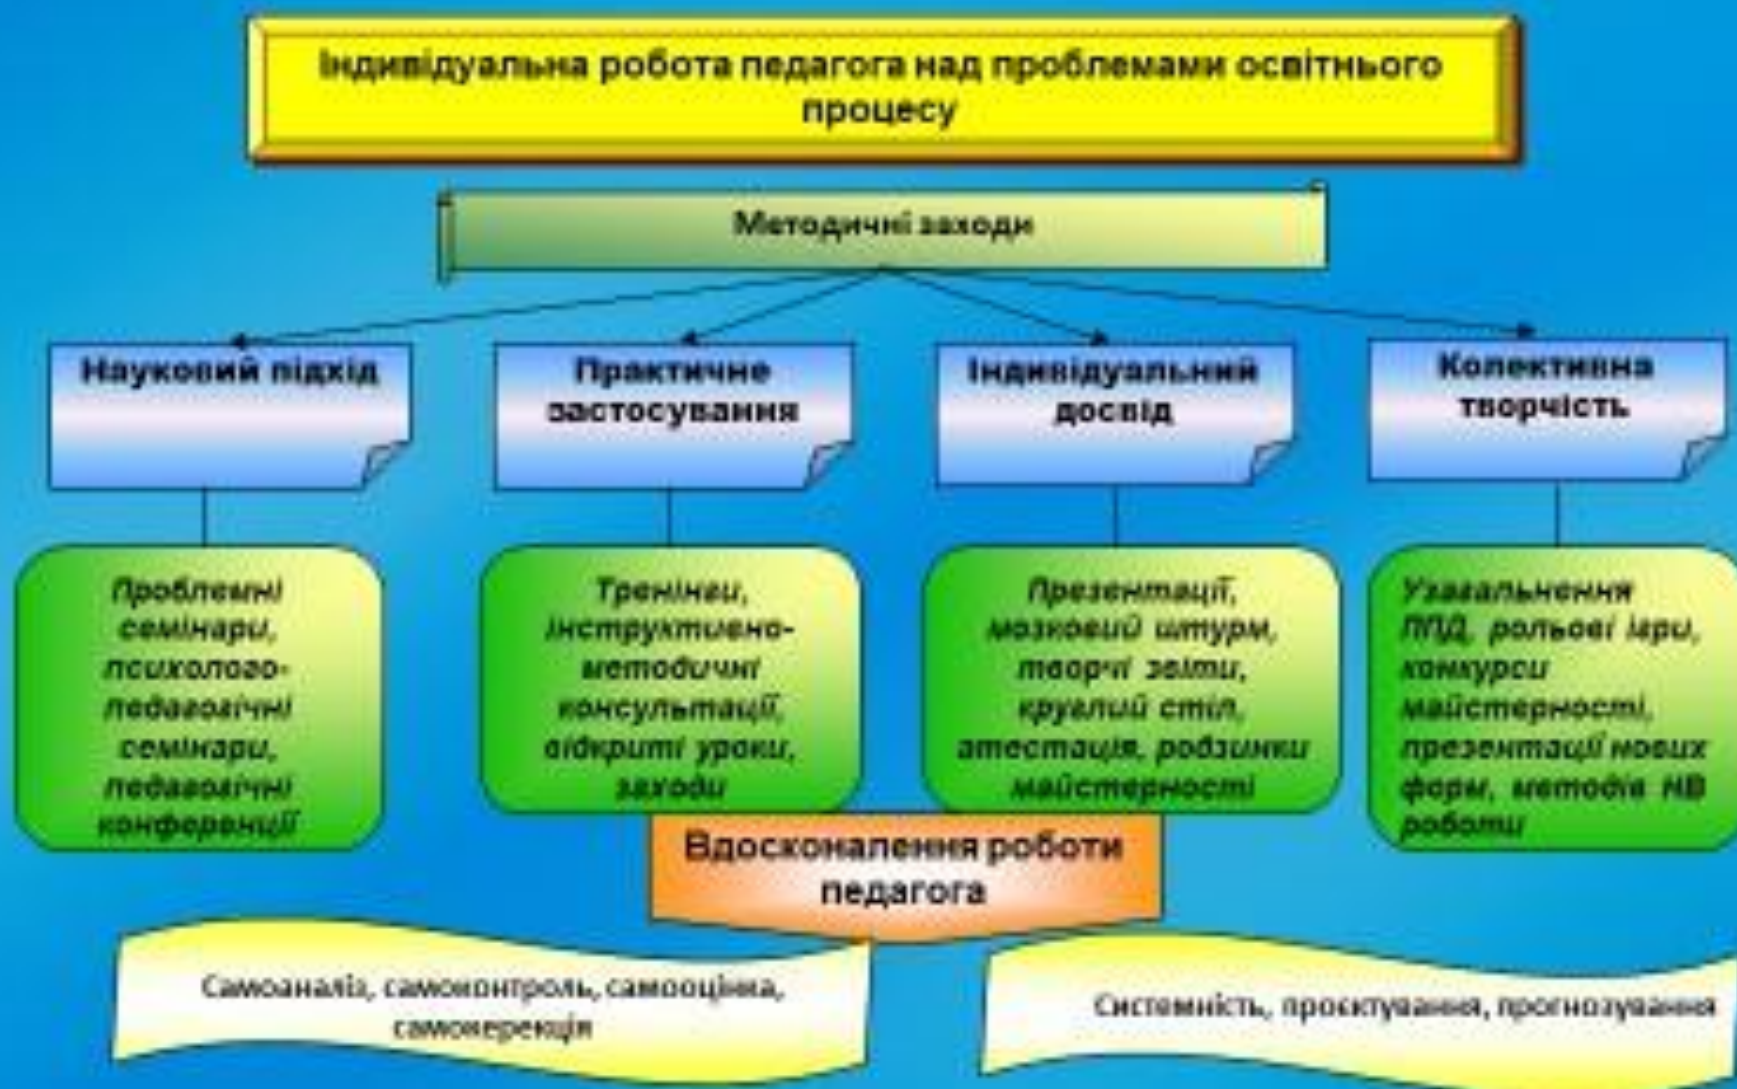 Індивідуальна робота педагога над проблемами освітнього
процесу
Методичні заходи
Науковий підхід
Практичне
застосування
Індивідуальний
досвід
Колективна
творчість
Проблемні
семінари,
психолого-
педагогічні
семінари,
педагогічні
конференції
Тренінги,
інструктивно-
методичні
консультації,
відкриті уроки,
заходи
Презентації,
мозковий штурм,
творчі звіти,
круглий стіл,
атестація, родзинки
майстерності
Узагальнення
ППД, рольові ігри,
конкурси
майстерності,
презентації нових
форм, методів НВ
роботи
Вдосконалення роботи
педагога
Самоаналіз, самоконтроль, самооцінка,
самокерекція
Системність, проєктування, прогнозування